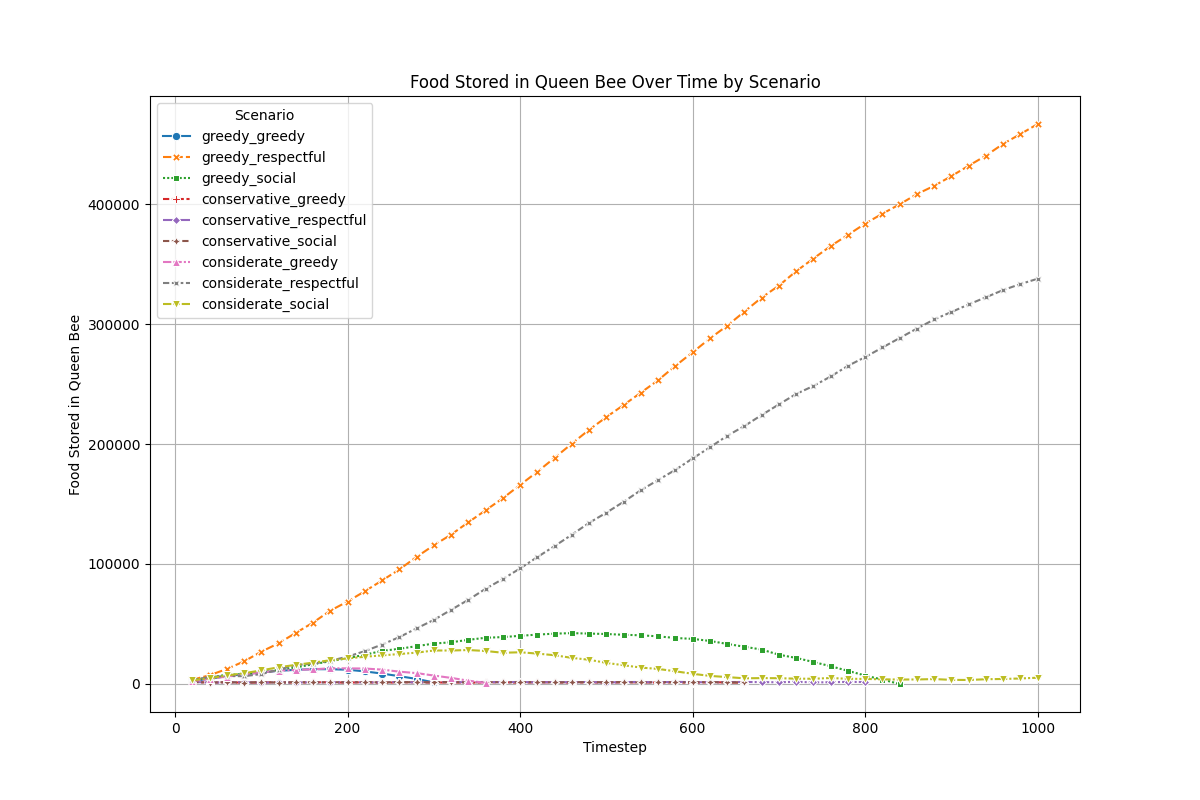 Food Stored in Queen Bee Over Time by Scenario
Scenario
greedy_greedy
greedy_respectful
greedy_social
conservative_greedy
conservative_respectful
conservative_social
considerate_greedy
considerate_respectful
considerate_social
Food Stored in Queen Bee
400000
300000
200000
100000
0
0 200 400 600 800 1000
Timestep